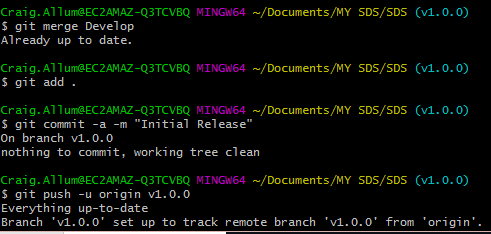 Craig.Allum@EC2AMAZ-Q3TCVBQ MINGW64 ~/Documents/MY SDS/SDS (v1.0.0)
$ git merge Develop
Already up to date.
Craig.Allum@EC2AMAZ-Q3TCVBQ MINGW64 ~/Documents/MY SDS/SDS (v1.0.0)
$ git add .
Craig.Allum@EC2AMAZ-Q3TCVBQ MINGW64 ~/Documents/MY SDS/SDS (v1.0.0)
$ git commit -a -m "Initial Release"
On branch v1.0.0
nothing to commit, working tree clean
Craig.Allum@EC2AMAZ-Q3TCVBQ MINGW64 ~/Documents/MY SDS/SDS (v1.0.0)
$ git push -u origin v1.0.0
Everything up-to-date
Branch 'v1.0.0' set up to track remote branch 'v1.0.0' from 'origin'.